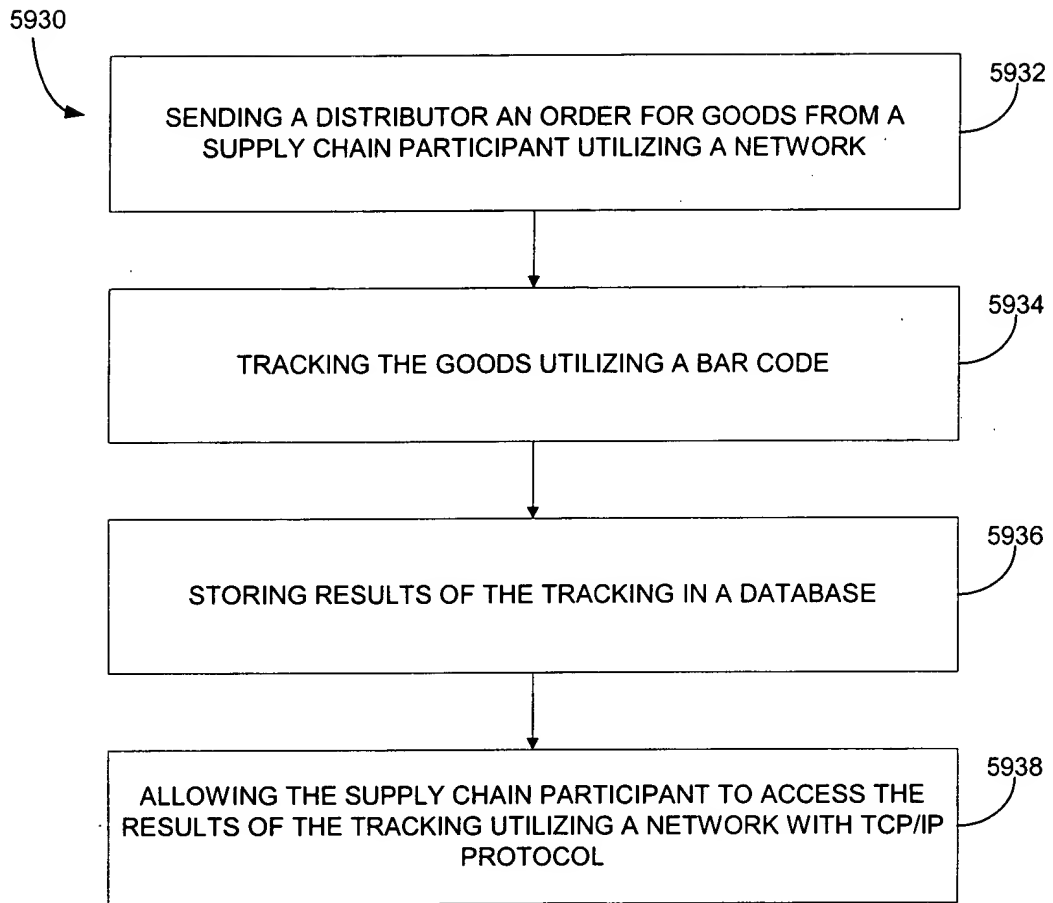 5930
5932
SENDING A DISTRIBUTOR AN ORDER FOR GOODS FROM A
SUPPLY CHAIN PARTICIPANT UTILIZING A NETWORK
5934
TRACKING THE GOODS UTILIZING A BAR CODE
5936
STORING RESULTS OF THE TRACKING IN A DATABASE
5938
ALLOWING THE SUPPLY CHAIN PARTICIPANT TO ACCESS THE
RESULTS OF THE TRACKING UTILIZING A NETWORK WITH TCP/IP
PROTOCOL